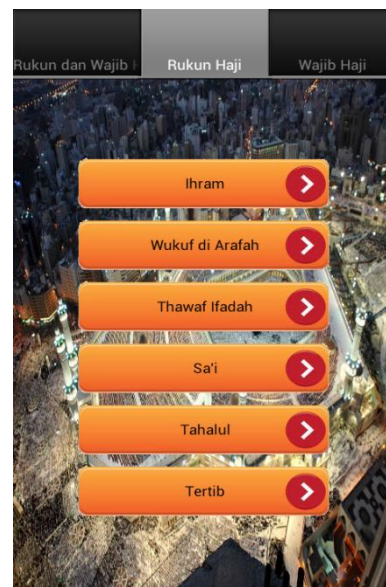 Rukun dan Wajib H
Rukun Haji
Wajib Haji
Ihram
Wukuf di Arafah
Thawaf Ifadah
Sa'i
Tahalul
Tertib